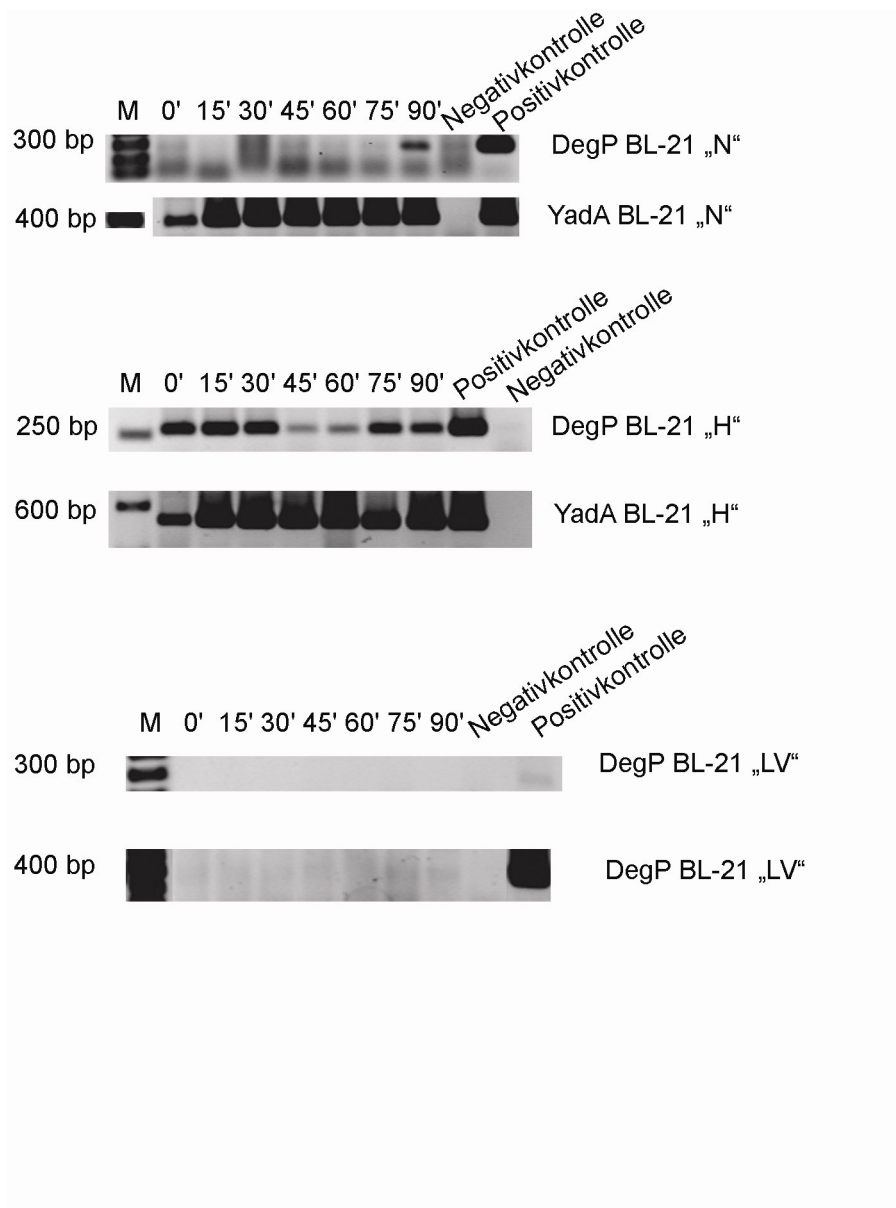 Negativkontrolle
Positivkontrolle
M 0' 15' 30' 45' 60' 75' 90'
300 bp DegP BL-21 „N“
400 bp YadA BL-21 „N“
Positivkontrolle
Negativkontrolle
M 0' 15' 30' 45' 60' 75' 90'
250 bp DegP BL-21 „H“
600 bp YadA BL-21 „H“
Negativkontrolle
Positivkontrolle
M 0' 15' 30' 45' 60' 75' 90'
300 bp DegP BL-21 „LV“
400 bp DegP BL-21 „LV“